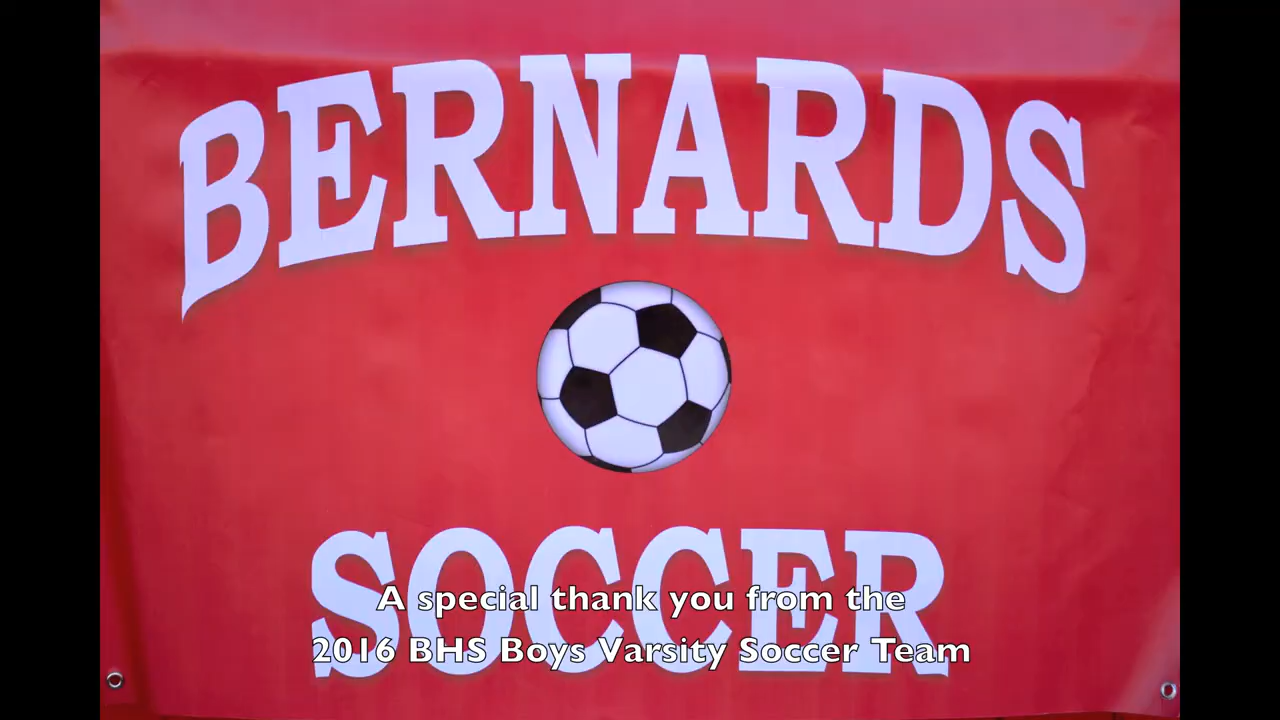 BERNARDS
SOCCER
A special thank you from the
2016 BHS Boys Varsity Soccer Team